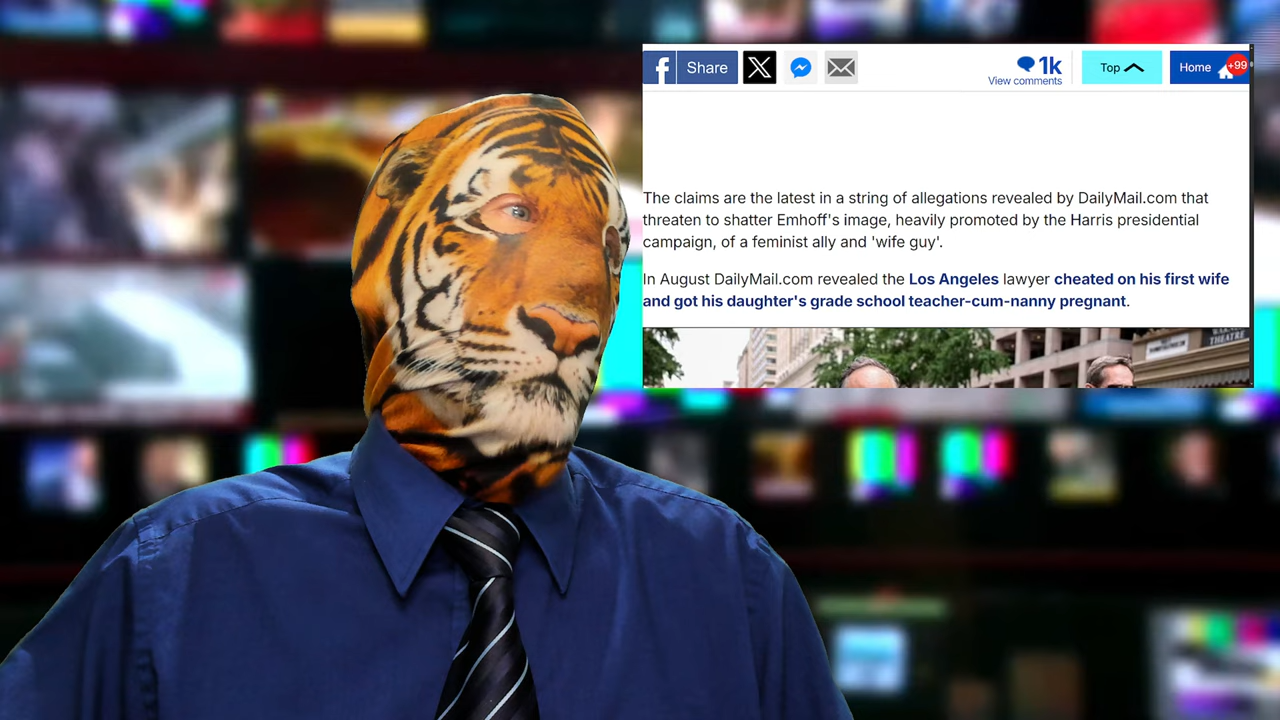 Share
1k
View comments
Top
Home
+99
The claims are the latest in a string of allegations revealed by DailyMail.com that
threaten to shatter Emhoff's image, heavily promoted by the Harris presidential
campaign, of a feminist ally and 'wife guy'.
In August DailyMail.com revealed the Los Angeles lawyer cheated on his first wife
and got his daughter's grade school teacher-cum-nanny pregnant.
THEATRE